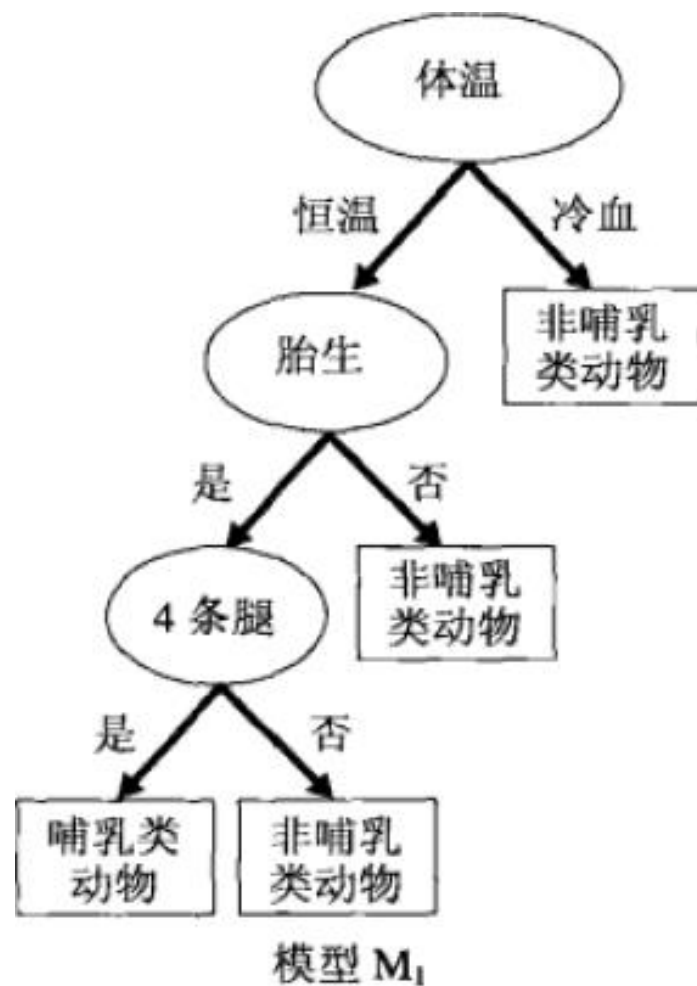 体温
恒温
冷血
胎生
非哺乳
类动物
是
否
4 条腿
非哺乳
类动物
是
否
哺乳类
动物
非哺乳
类动物
模型 M₁